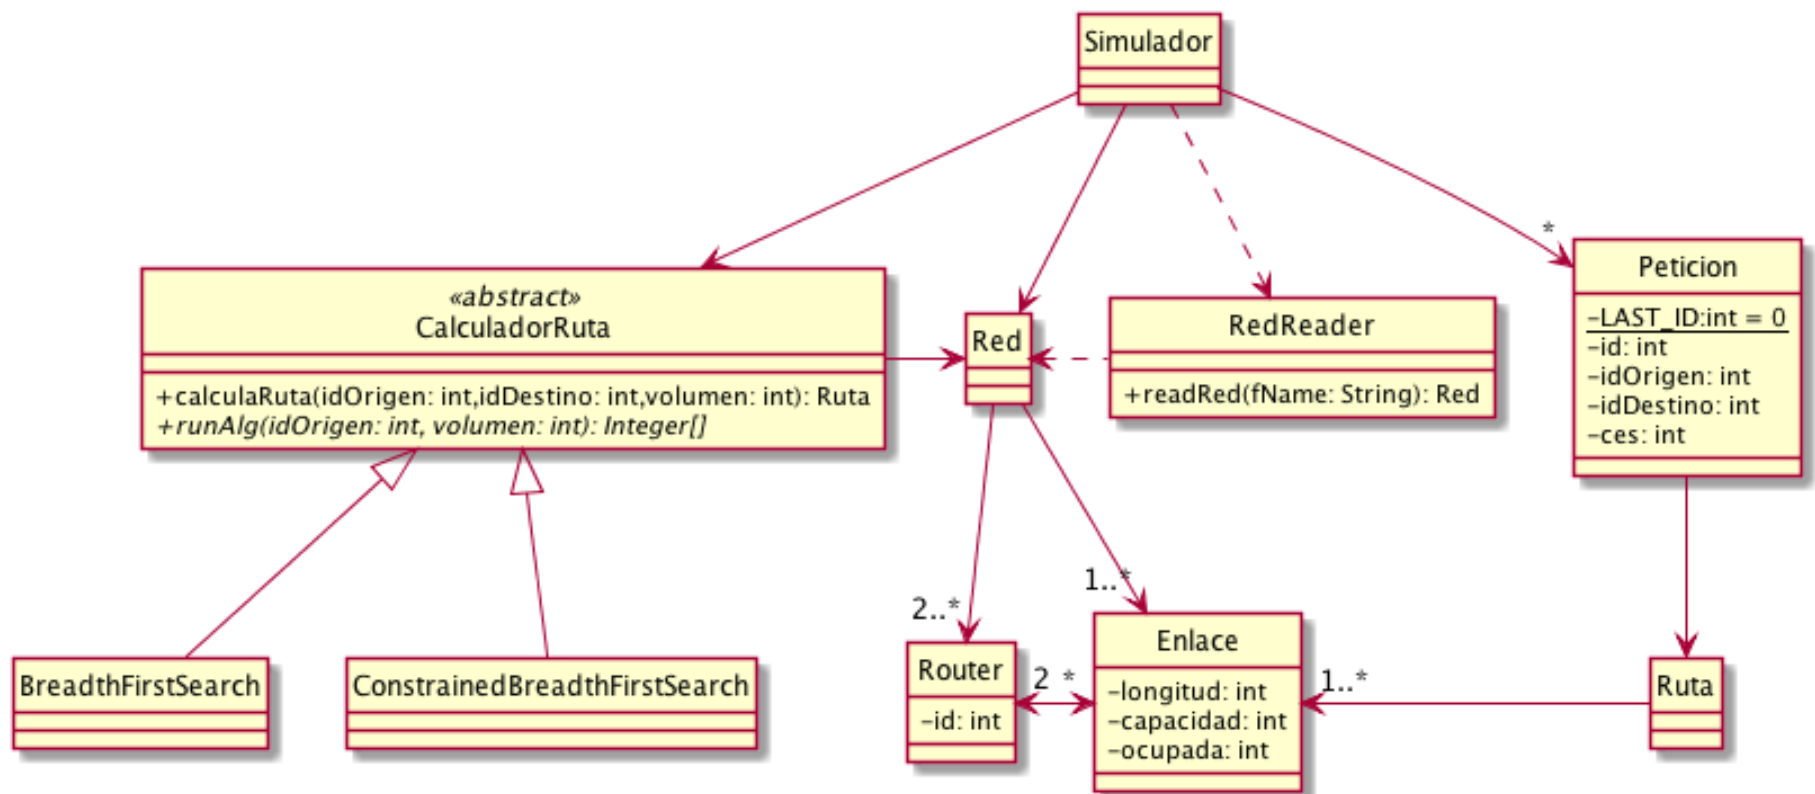 Simulador
*
«abstract»
CalculadorRuta
+calculaRuta(idOrigen: int,idDestino: int,volumen: int): Ruta
+runAlg(idOrigen: int, volumen: int): Integer[]
Red
RedReader
+readRed(fName: String): Red
Peticion
-LAST_ID:int = 0
-id: int
-idOrigen: int
-idDestino: int
-ces: int
1..*
2..*
BreadthFirstSearch
ConstrainedBreadthFirstSearch
Router
-id: int
2 *
Enlace
-longitud: int
-capacidad: int
-ocupada: int
1..*
Ruta